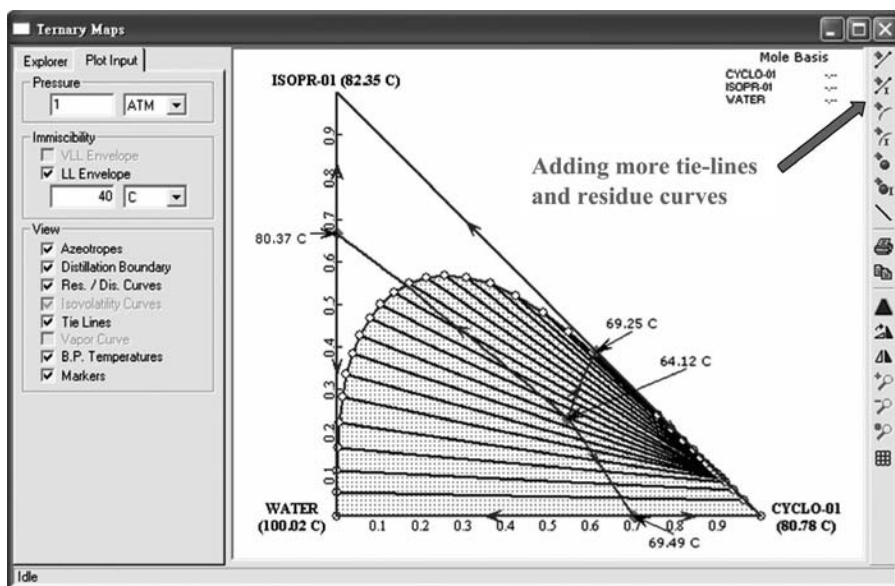 Ternary Maps
Explorer
Plot Input
Pressure
1
ATM
Immiscibility
VLL Envelope
LL Envelope
40
C
View
Azeotropes
Distillation Boundary
Res. / Dis. Curves
Isovolatility Curves
Tie Lines
Vapor Curve
B.P. Temperatures
Markers
Mole Basis
CYCLO-01 -.--
ISOPR-01 -.--
WATER -.--
ISOPR-01 (82.35 C)
Adding more tie-lines
and residue curves
0.9
0.8
0.7
80.37 C
0.6
0.5
0.4
0.3
0.2
0.1
69.25 C
64.12 C
WATER
(100.02 C)
0.1 0.2 0.3 0.4 0.5 0.6 0.7 0.8 0.9
CYCLO-01
(80.78 C)
69.49 C
Idle